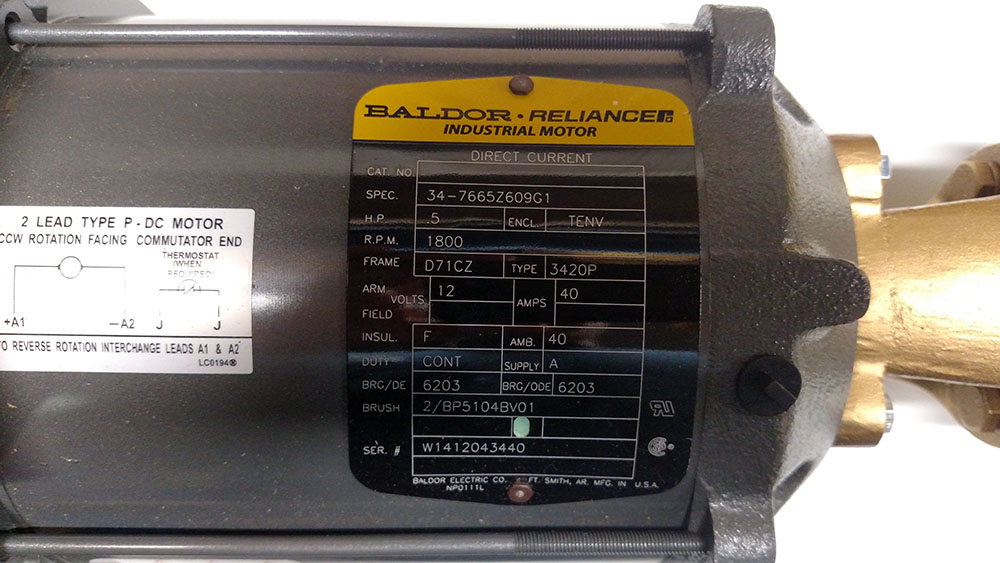 2 LEAD TYPE P - DC MOTOR
CCW ROTATION FACING COMMUTATOR END
THERMOSTAT
(WHEN
REQUIRED)
+A1 —A2 J J
TO REVERSE ROTATION INTERCHANGE LEADS A1 & A2
LC0194
BALDOR · RELIANCE
INDUSTRIAL MOTOR
DIRECT CURRENT
CAT. NO.
SPEC. 34-7665Z609G1
H.P. .5 ENCL. TENV
R.P.M. 1800
FRAME D71CZ TYPE 3420P
ARM VOLTS 12 AMPS 40
FIELD
INSUL. F AMB. 40
DUTY CONT SUPPLY A
BRG/DE 6203 BRG/ODE 6203
BRUSH 2/BP5104BV01
SER. # W1412043440
BALDOR ELECTRIC CO. FT. SMITH, AR. MFG. IN U.S.A.
NP0111L